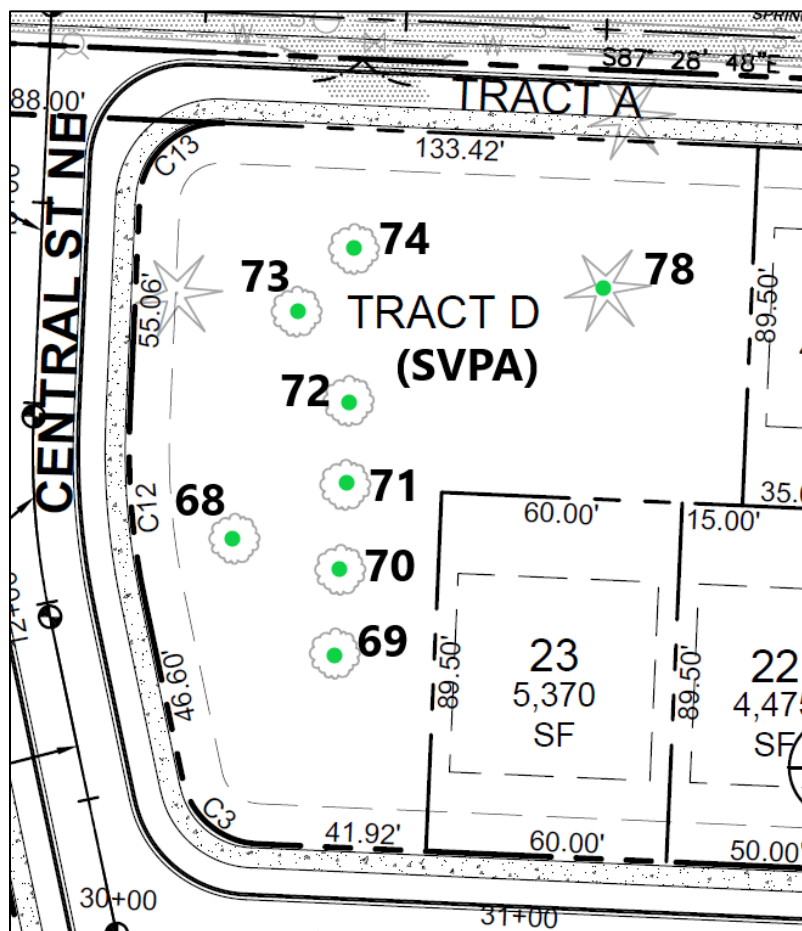 SPRIN
W
S
W
S
S87° 28' 48"E
88.00'
TRACT A
C13
133.42'
CENTRAL ST NE
74
73
78
55.06'
TRACT D
(SVPA)
89.50'
72
71
68
C12
60.00'
15.00'
35.0
70
12+00
69
23
5,370
SF
89.50'
89.50'
22
4,475
SF
46.60'
C3
41.92'
60.00'
50.00'
30+00
31+00